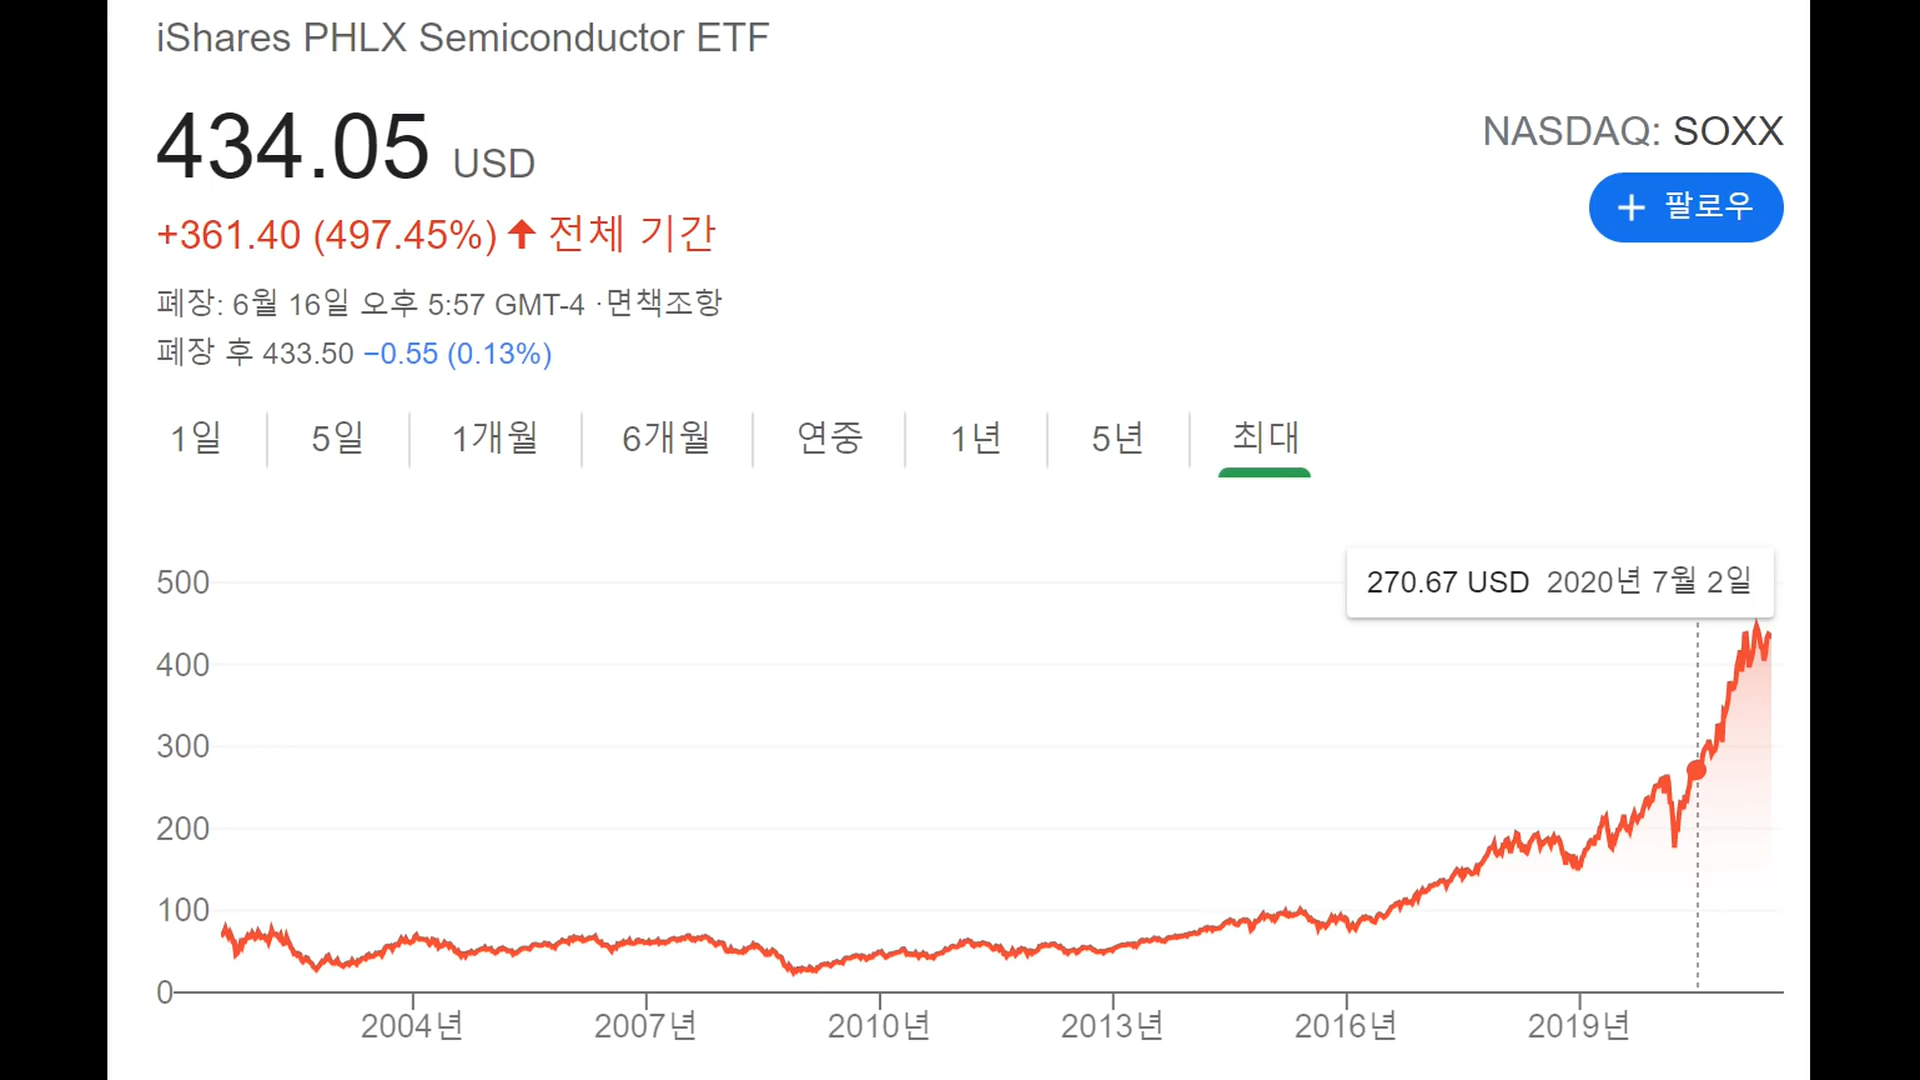 iShares PHLX Semiconductor ETF
434.05 USD
NASDAQ: SOXX
+ 팔로우
+361.40 (497.45%) ↑ 전체 기간
폐장: 6월 16일 오후 5:57 GMT-4 ·면책조항
폐장 후 433.50 −0.55 (0.13%)
1일 5일 1개월 6개월 연중 1년 5년 최대
270.67 USD 2020년 7월 2일
500
400
300
200
100
0
2004년 2007년 2010년 2013년 2016년 2019년